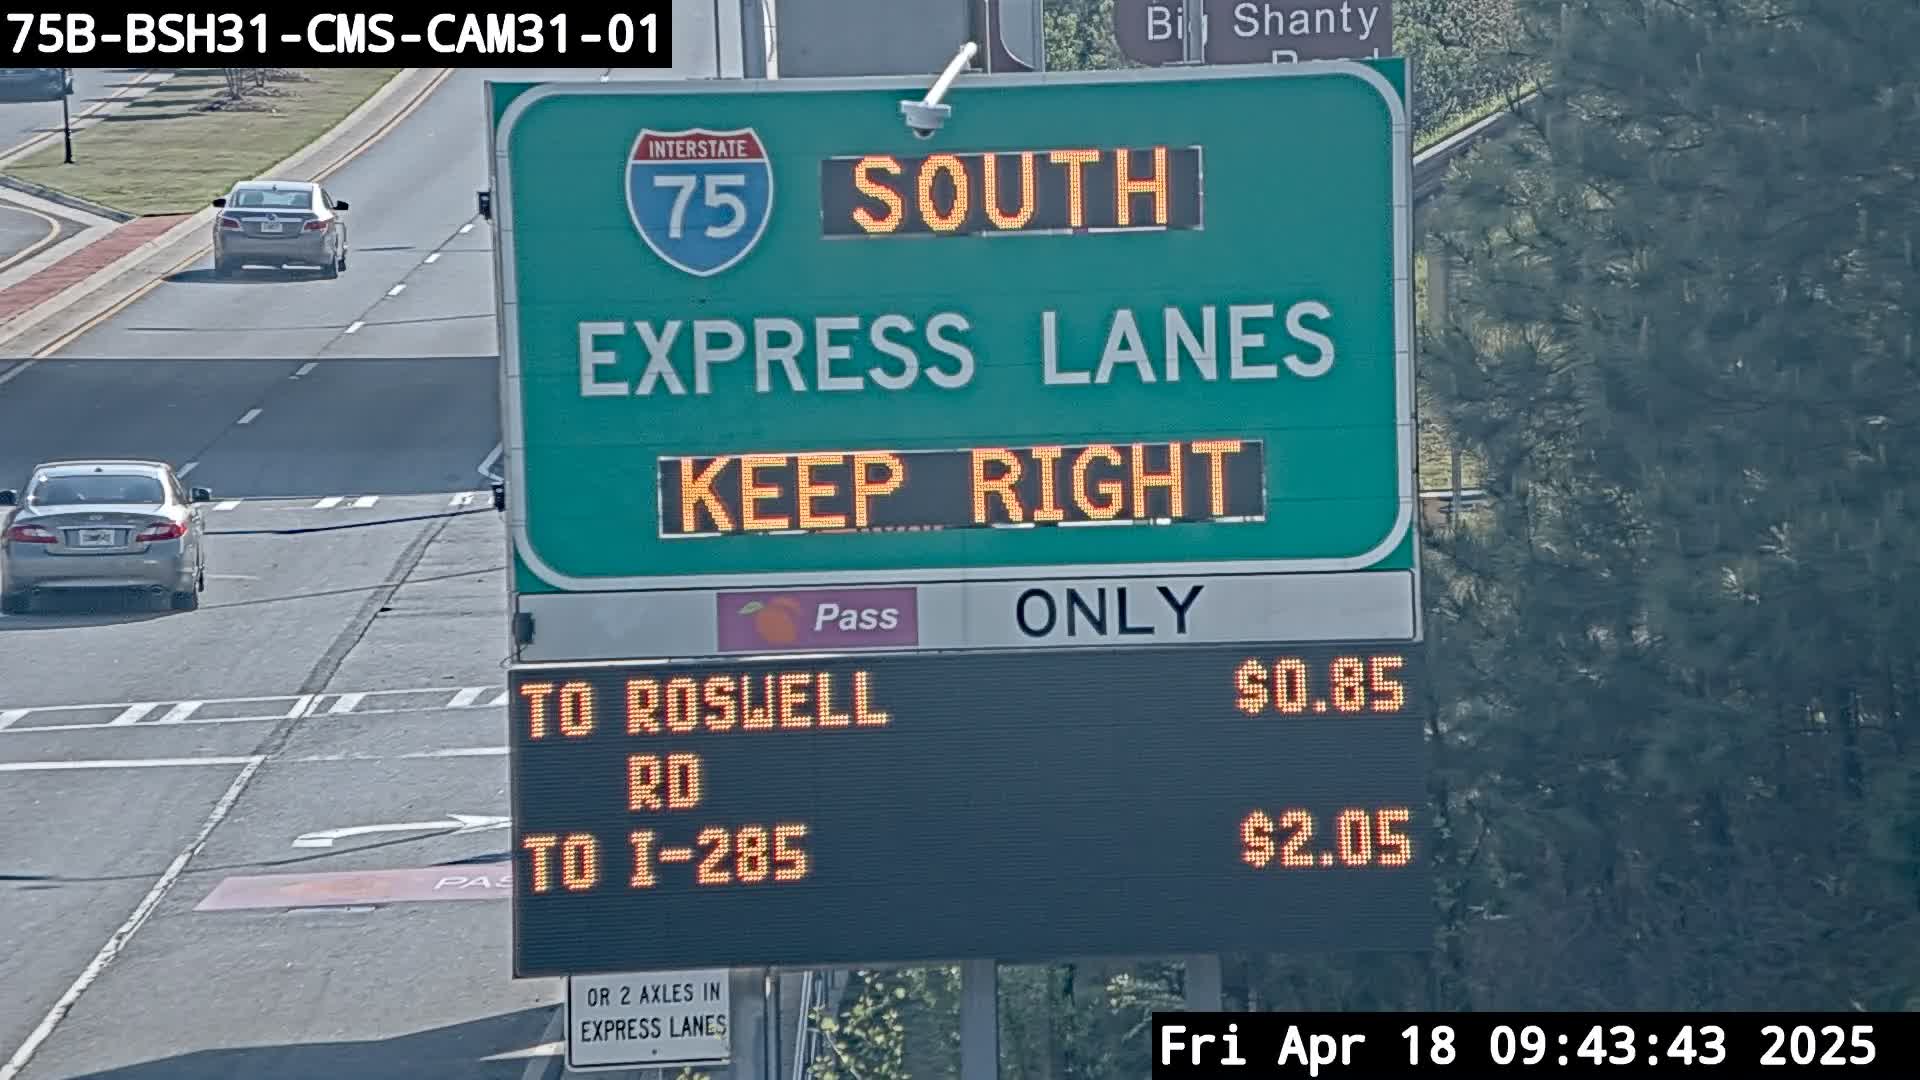 75B-BSH31-CMS-CAM31-01
Big Shanty
Road
INTERSTATE
75
SOUTH
EXPRESS LANES
KEEP RIGHT
Pass ONLY
TO ROSWELL $0.85
RD
TO I-285 $2.05
OR 2 AXLES IN
EXPRESS LANES
Fri Apr 18 09:43:43 2025